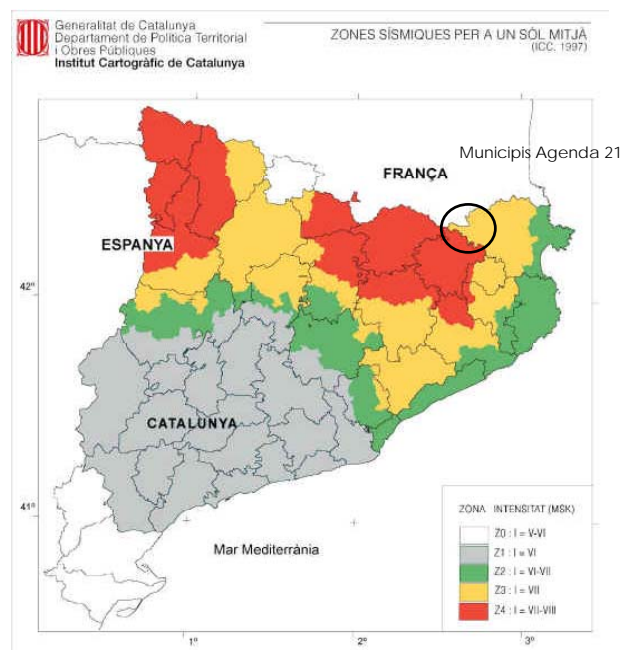 Generalitat de Catalunya
Departament de Política Territorial
i Obres Públiques
Institut Cartogràfic de Catalunya
ZONES SÍSMIQUES PER A UN SÒL MITJÀ
(ICC, 1997)
Municipis Agenda 21
FRANÇA
ESPANYA
42°
CATALUNYA
41°
Mar Mediterrània
ZONA INTENSITAT (MSK)
Z0 : I = V-VI
Z1 : I = VI
Z2 : I = VI-VII
Z3 : I = VII
Z4 : I = VII-VIII
1° 2° 3°